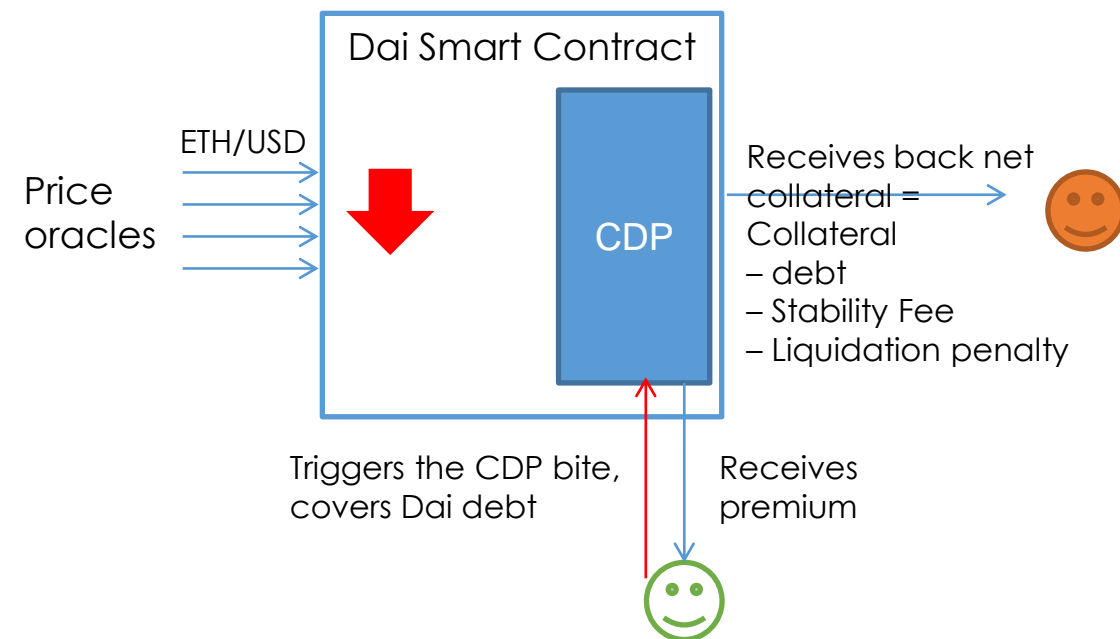 Dai Smart Contract
ETH/USD
Price
oracles
CDP
Receives back net
collateral =
Collateral
– debt
– Stability Fee
– Liquidation penalty
Triggers the CDP bite,
covers Dai debt
Receives
premium